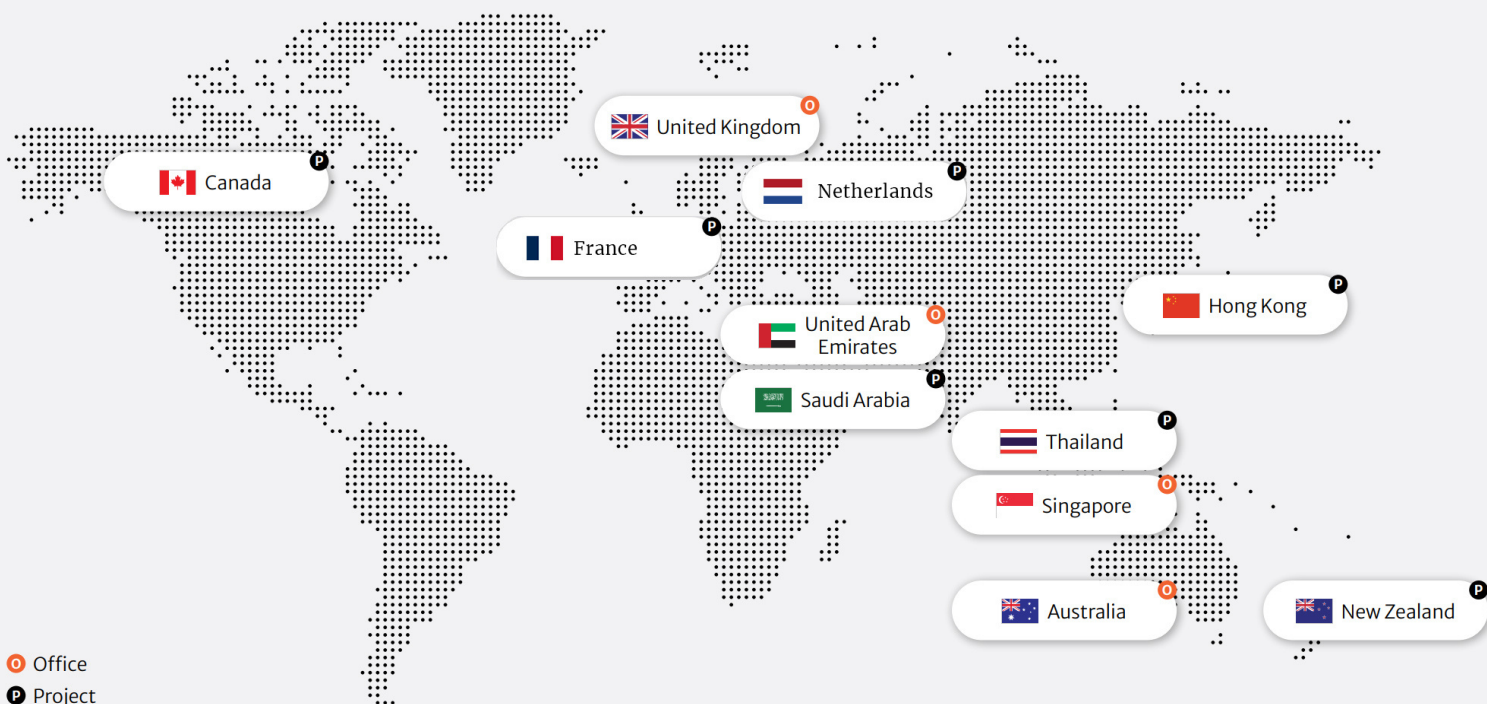 O
United Kingdom
P
Canada
P
Netherlands
P
France
P
Hong Kong
O
United Arab
Emirates
P
Saudi Arabia
P
Thailand
O
Singapore
O
Australia
P
New Zealand
O Office
P Project